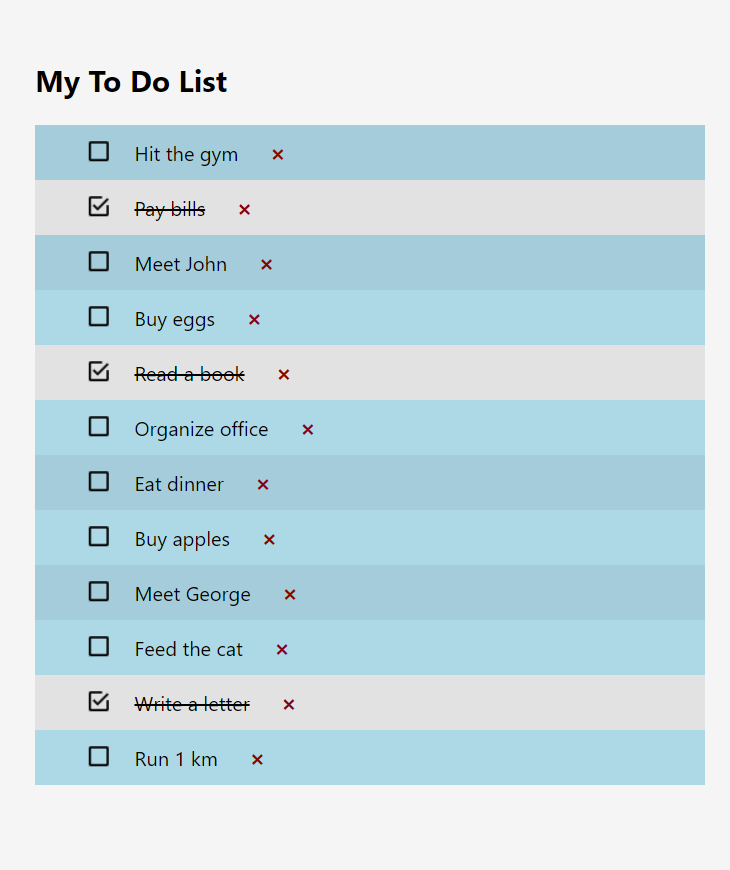 My To Do List
Hit the gym ×
Pay bills ×
Meet John ×
Buy eggs ×
Read a book ×
Organize office ×
Eat dinner ×
Buy apples ×
Meet George ×
Feed the cat ×
Write a letter ×
Run 1 km ×